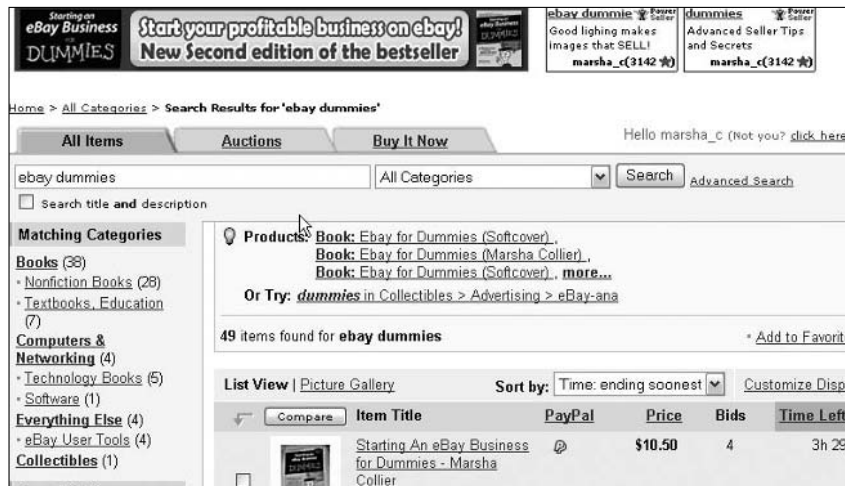 Starting an
eBay Business
FOR
DUMMIES
Start your profitable business on ebay!
New Second edition of the bestseller
ebay dummie Power Seller
Good lighing makes
images that SELL!
marsha_c(3142)
dummies Power Seller
Advanced Seller Tips
and Secrets
marsha_c(3142)
Home > All Categories > Search Results for 'ebay dummies'
All Items Auctions Buy It Now
Hello marsha_c (Not you? click here
ebay dummies All Categories Search Advanced Search
Search title and description
Matching Categories
Books (38)
• Nonfiction Books (28)
• Textbooks, Education
(7)
Computers &
Networking (4)
• Technology Books (5)
• Software (1)
Everything Else (4)
• eBay User Tools (4)
Collectibles (1)
Products: Book: Ebay for Dummies (Softcover) ,
Book: Ebay for Dummies (Marsha Collier) ,
Book: Ebay for Dummies (Softcover) , more...
Or Try: dummies in Collectibles > Advertising > eBay-ana
49 items found for ebay dummies
• Add to Favorit
List View | Picture Gallery
Sort by: Time: ending soonest
Customize Disp
Compare Item Title PayPal Price Bids Time Left
Starting An eBay Business
for Dummies - Marsha
Collier
$10.50 4 3h 29